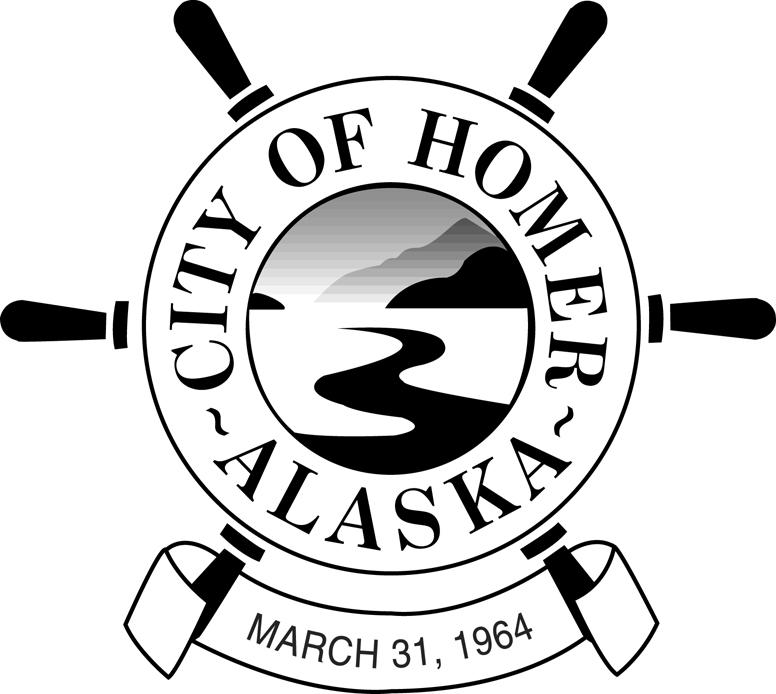 CITY OF HOMER
~ALASKA~
MARCH 31, 1964